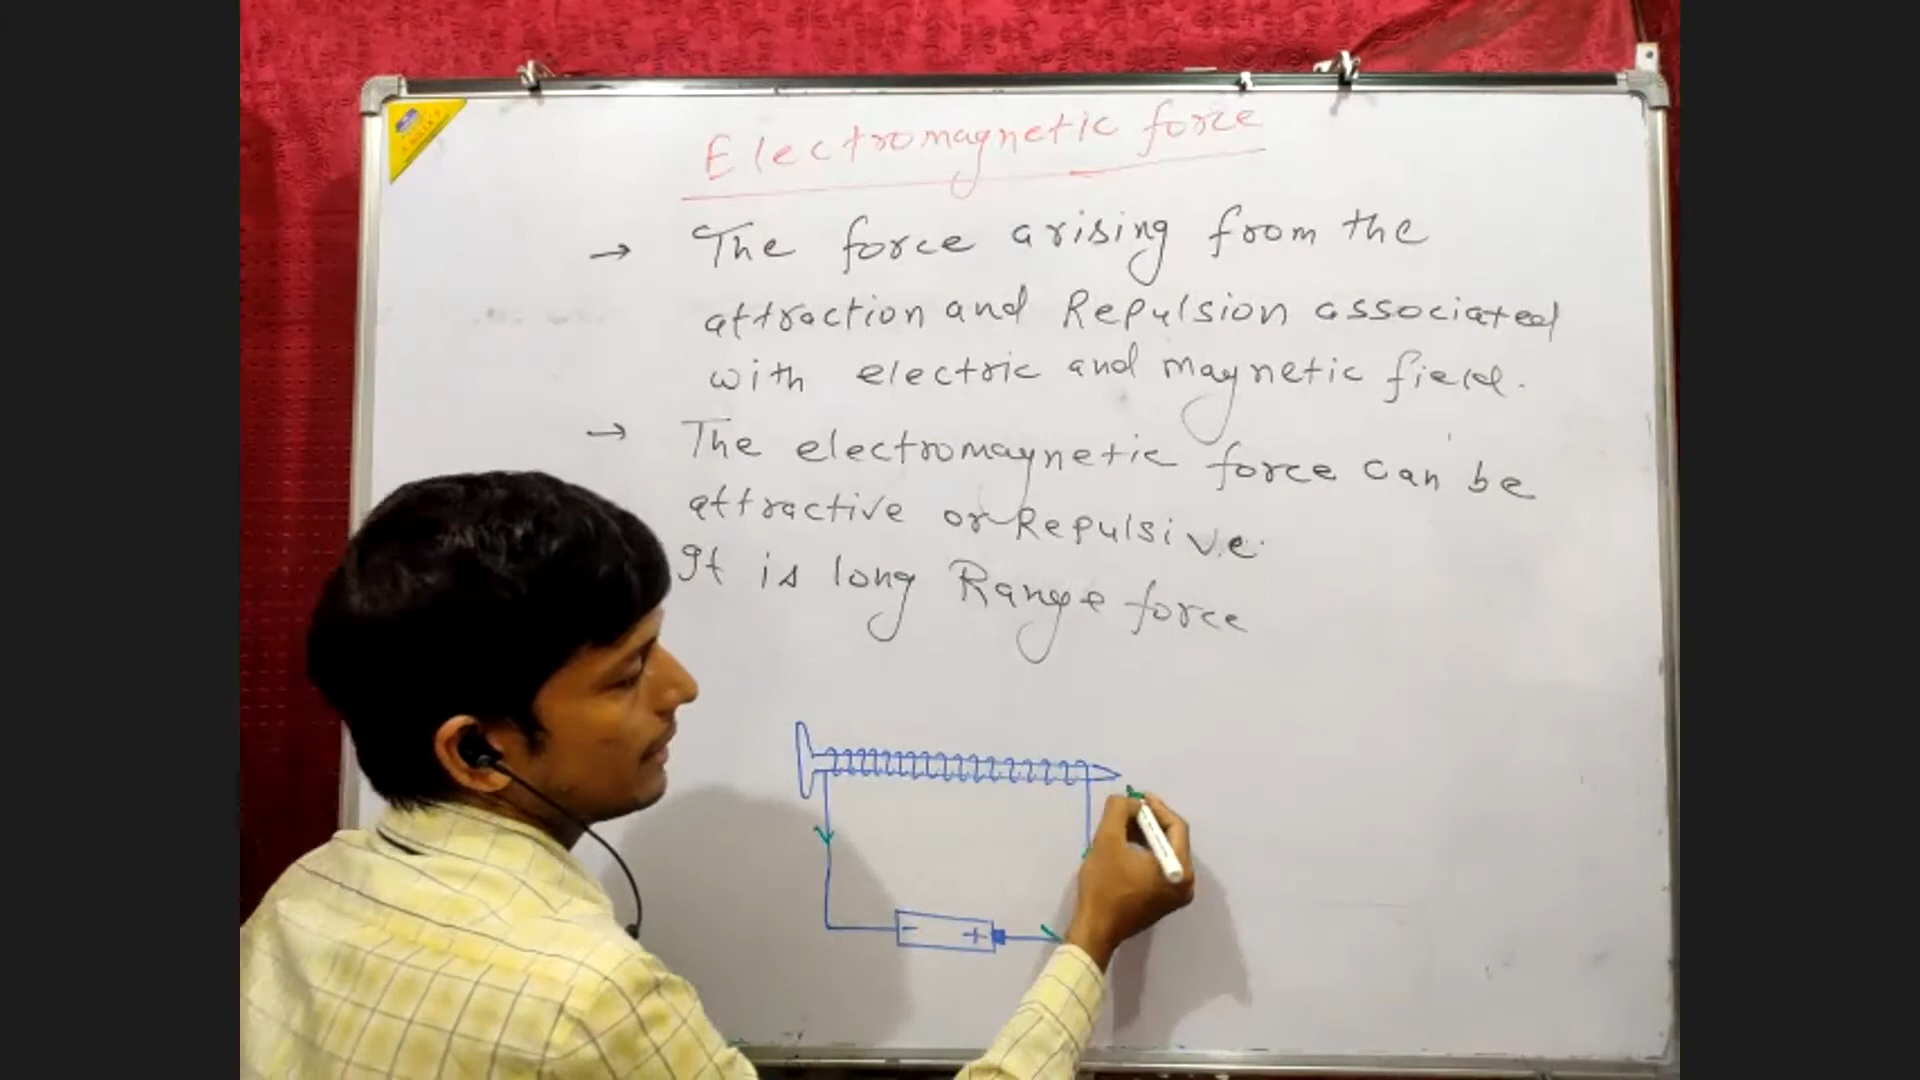 Electromagnetic force
→ The force arising from the
attraction and Repulsion associated
with electric and magnetic field.
→ The electromagnetic force can be
attractive or Repulsive.
It is long Range force
- +